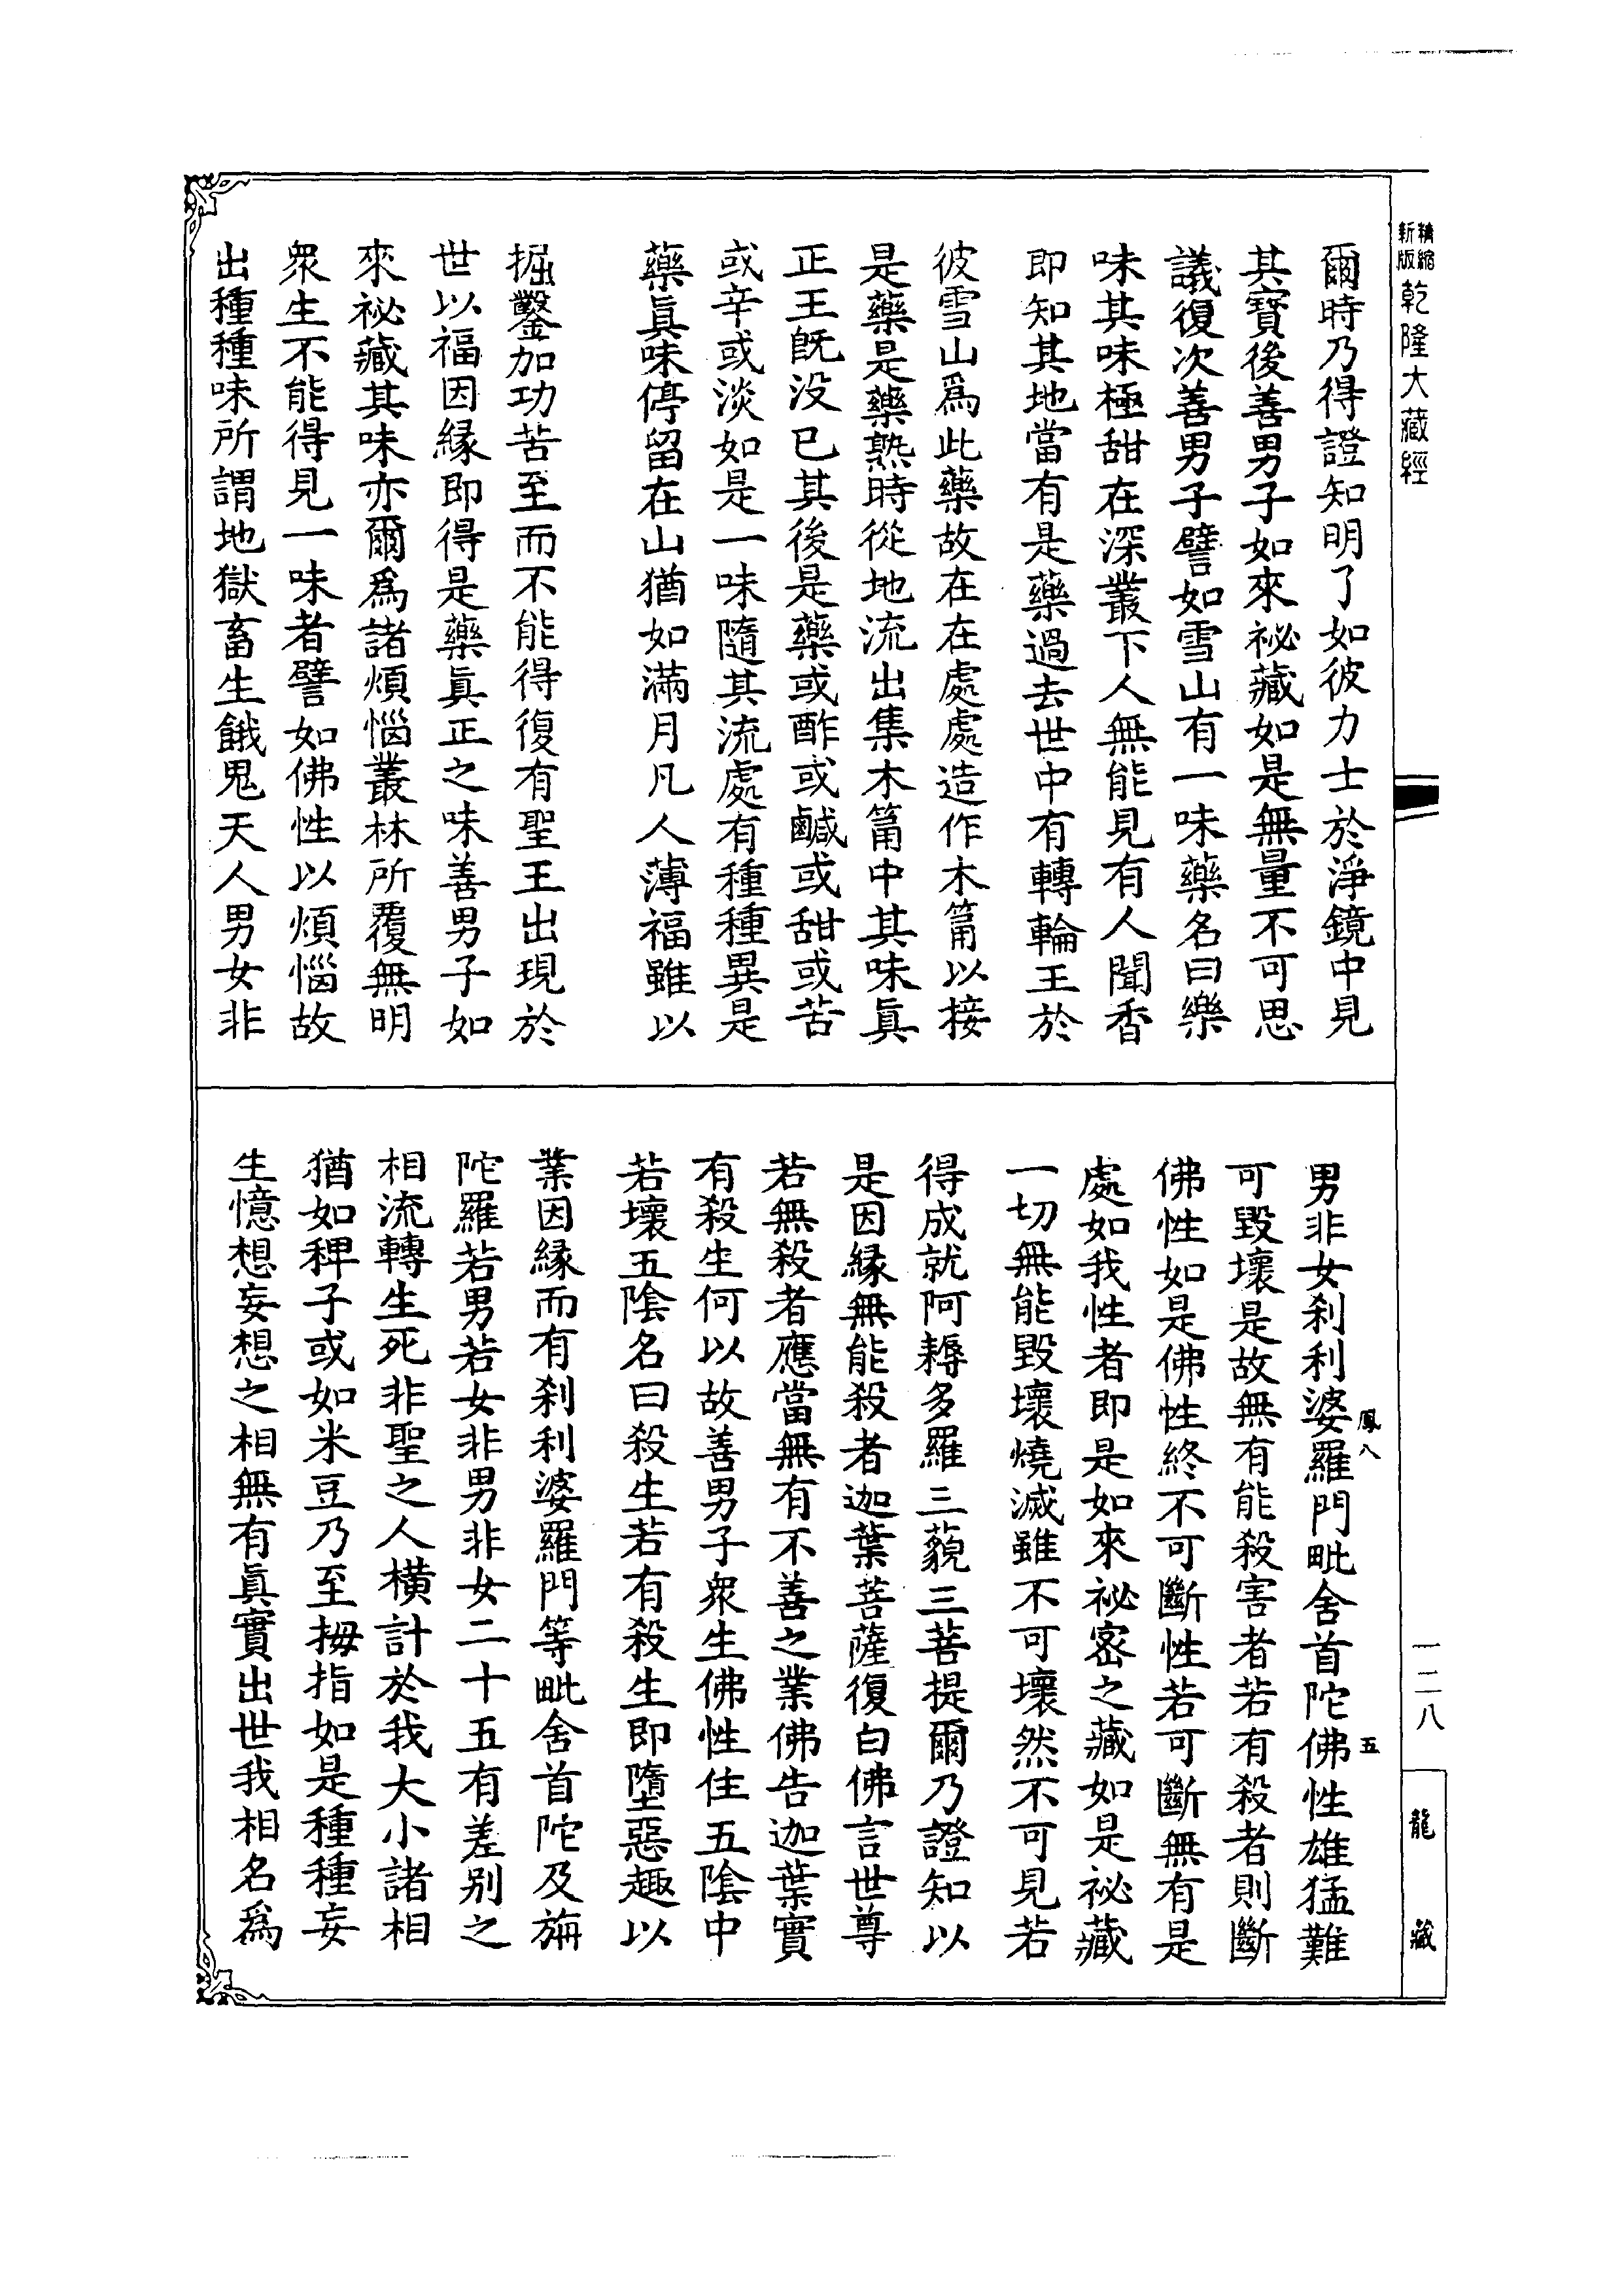 精縮新版乾隆大藏經
爾時乃得證知明了如彼力士於淨鏡中見
其寶後善男子如來祕藏如是無量不可思
議復次善男子譬如雪山有一味藥名曰樂
味其味極甜在深叢下人無能見有人聞香
即知其地當有是藥過去世中有轉輪王於
彼雪山爲此藥故在在處處造作木筩以接
是藥是藥熟時從地流出集木筩中其味眞
正王旣没已其後是藥或酢或鹹或甜或苦
或辛或淡如是一味隨其流處有種種異是
藥眞味停留在山猶如滿月凡人薄福雖以
掘鑿加功苦至而不能得復有聖王出現於
世以福因緣即得是藥眞正之味善男子如
來祕藏其味亦爾爲諸煩惱叢林所覆無明
衆生不能得見一味者譬如佛性以煩惱故
出種種味所謂地獄畜生餓鬼天人男女非
男非女刹利婆羅門毗舍首陀佛性雄猛難
可毀壞是故無有能殺害者若有殺者則斷
佛性如是佛性終不可斷性若可斷無有是
處如我性者即是如來祕密之藏如是祕藏
一切無能毀壞燒滅雖不可壞然不可見若
得成就阿耨多羅三藐三菩提爾乃證知以
是因緣無能殺者迦葉菩薩復白佛言世尊
若無殺者應當無有不善之業佛告迦葉實
有殺生何以故善男子衆生佛性住五陰中
若壞五陰名曰殺生若有殺生即墮惡趣以
業因緣而有刹利婆羅門等毗舍首陀及旃
陀羅若男若女非男非女二十五有差別之
相流轉生死非聖之人橫計於我大小諸相
猶如稗子或如米豆乃至拇指如是種種妄
生憶想妄想之相無有眞實出世我相名爲
鳳八
五
一二八
龍藏